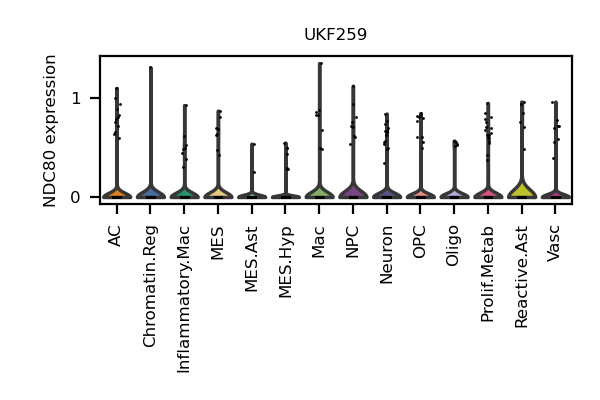 UKF259
NDC80 expression
1
0
AC
Chromatin.Reg
Inflammatory.Mac
MES
MES.Ast
MES.Hyp
Mac
NPC
Neuron
OPC
Oligo
Prolif.Metab
Reactive.Ast
Vasc